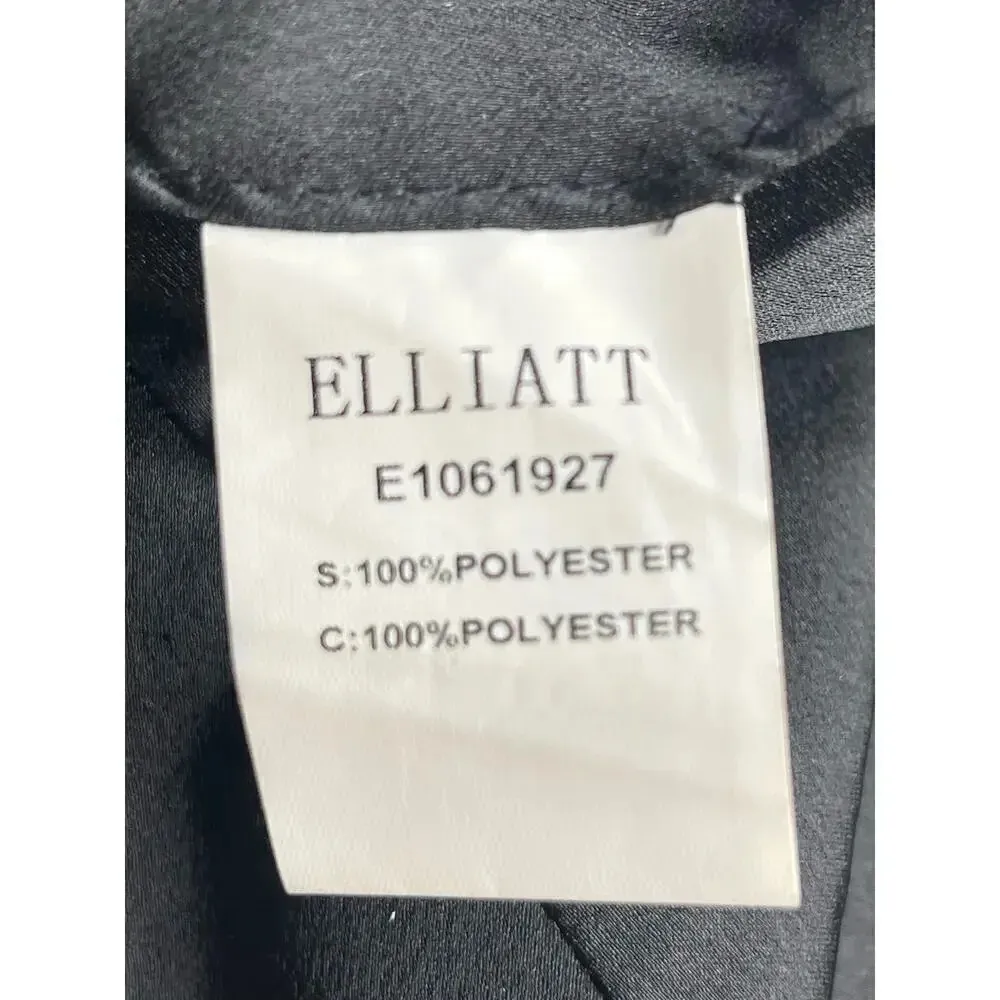 ELLIATT
E1061927
S:100%POLYESTER
C:100%POLYESTER